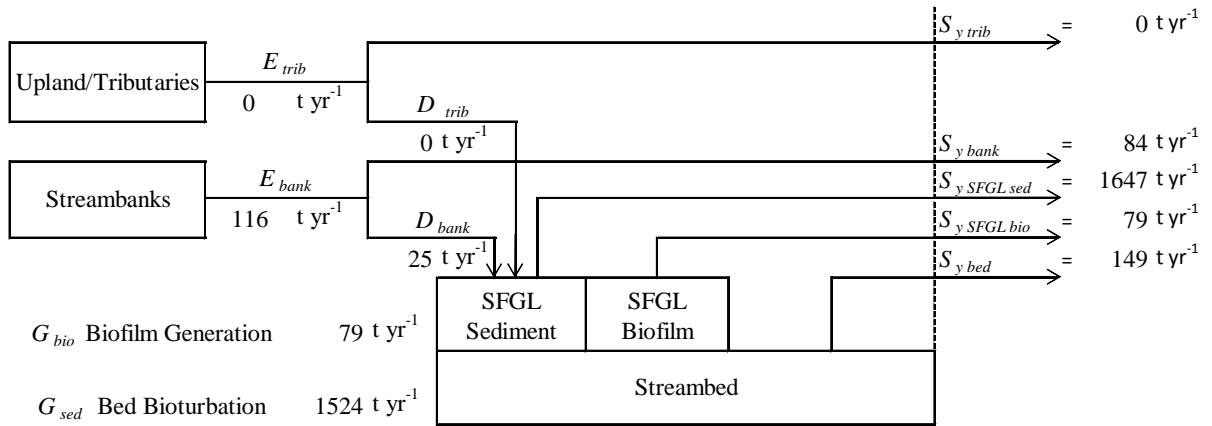 S y trib = 0 t yr-1
Upland/Tributaries
E trib
0 t yr-1
D trib
0 t yr-1
S y bank = 84 t yr-1
Streambanks
E bank
116 t yr-1
S y SFGL sed = 1647 t yr-1
D bank
25 t yr-1
S y SFGL bio = 79 t yr-1
S y bed = 149 t yr-1
SFGL
Sediment
SFGL
Biofilm
G bio Biofilm Generation 79 t yr-1
Streambed
G sed Bed Bioturbation 1524 t yr-1